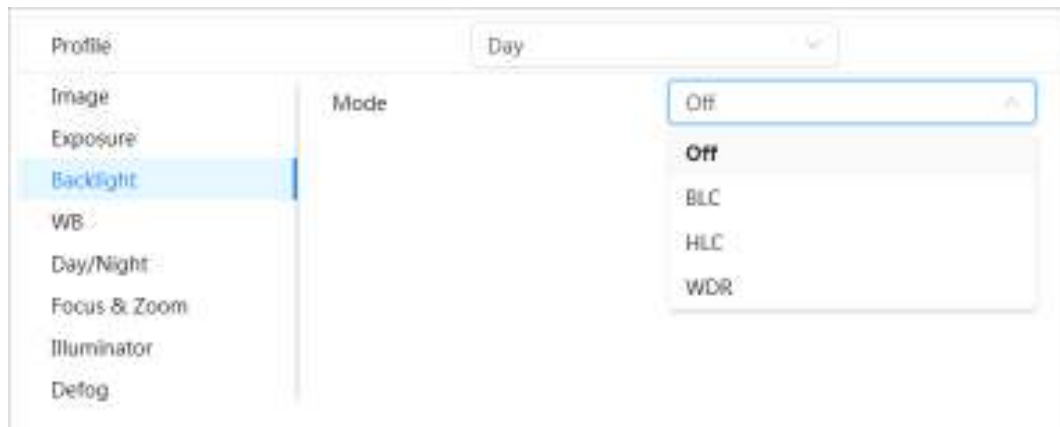 Profile Day
Image Mode Off
Exposure
Off
Backlight
BLC
WB
HLC
Day/Night
WDR
Focus & Zoom
Illuminator
Defog